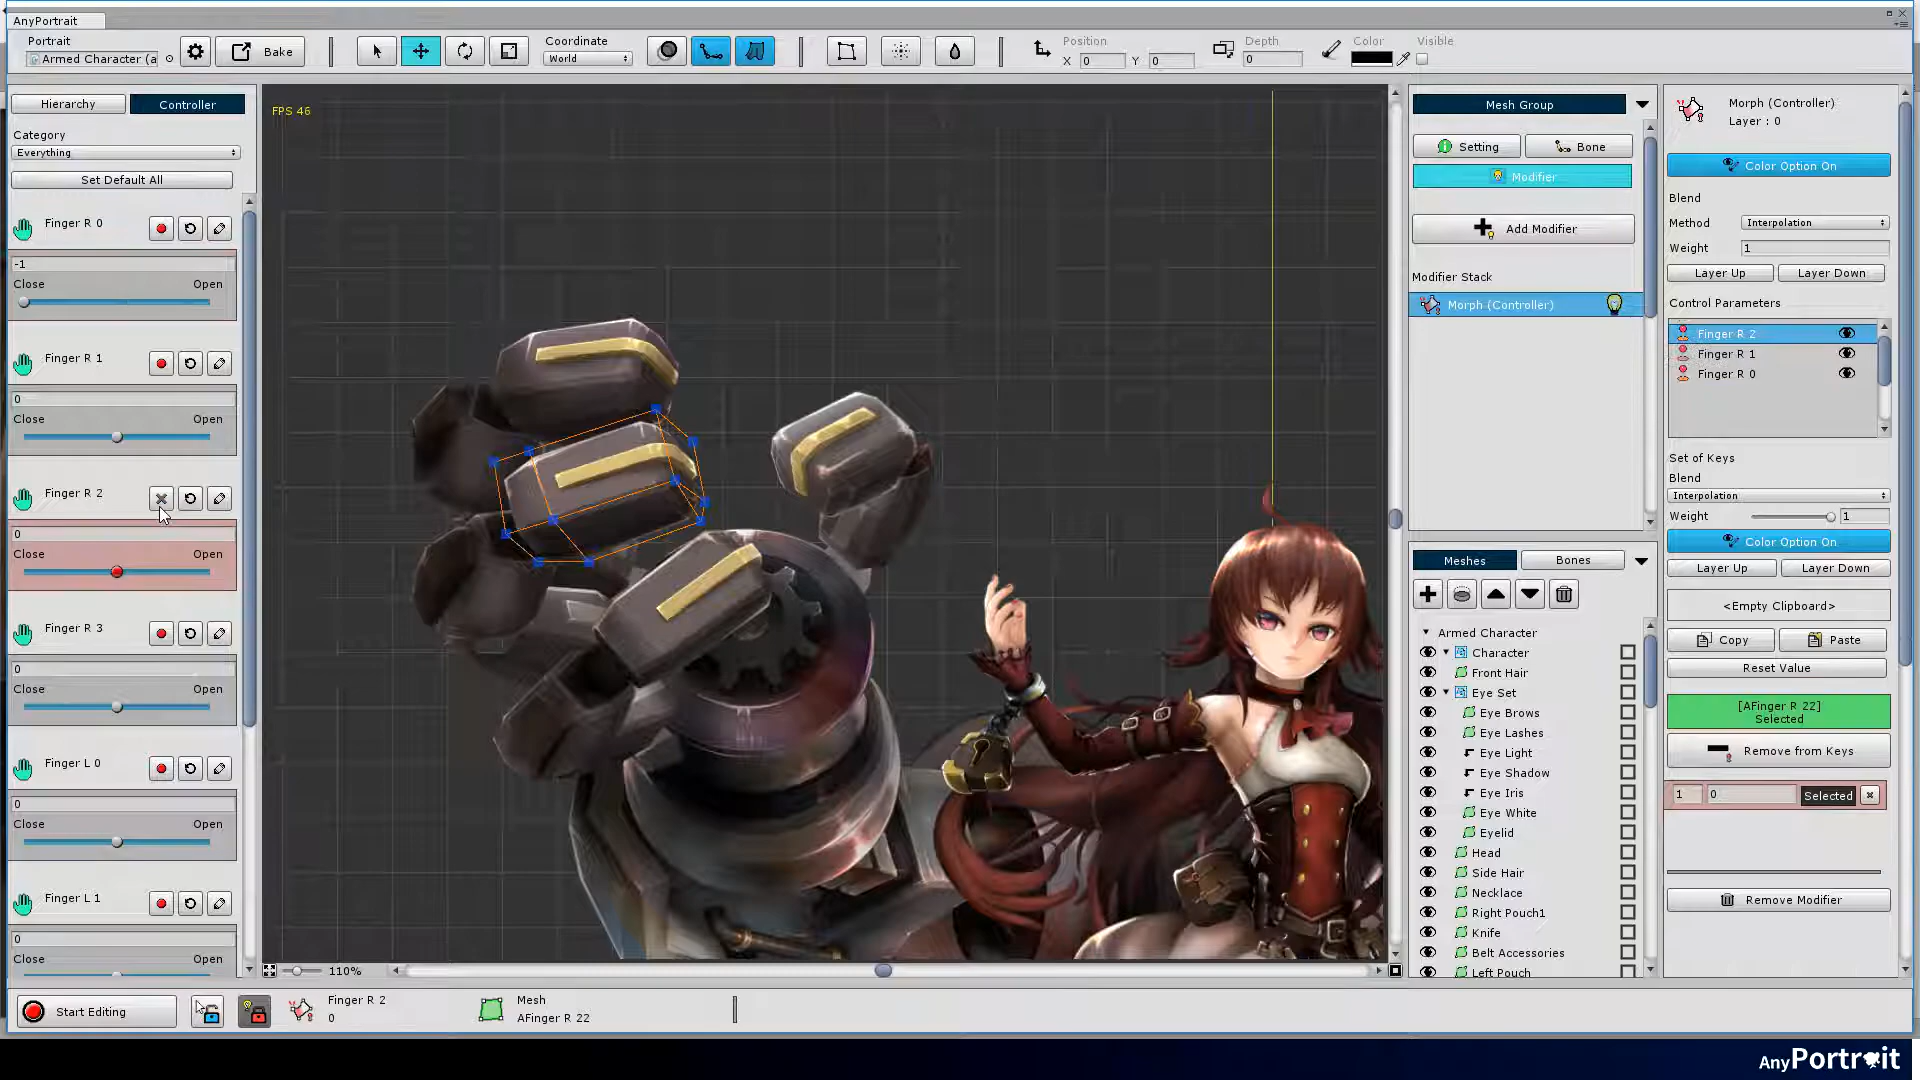 AnyPortrait
Portrait
Armed Character (a
Bake
Coordinate
World
Position
X 0 Y 0
Depth
0
Color
Visible
Hierarchy
Controller
Category
Everything
Set Default All
Finger R 0
-1
Close Open
Finger R 1
0
Close Open
Finger R 2
0
Close Open
Finger R 3
0
Close Open
Finger L 0
0
Close Open
Finger L 1
0
Close Open
FPS 46
110%
Mesh Group
Setting
Bone
Modifier
Add Modifier
Modifier Stack
Morph (Controller)
Meshes
Bones
Armed Character
Character
Front Hair
Eye Set
Eye Brows
Eye Lashes
Eye Light
Eye Shadow
Eye Iris
Eye White
Eyelid
Head
Side Hair
Necklace
Right Pouch1
Knife
Belt Accessories
Left Pouch
Morph (Controller)
Layer : 0
Color Option On
Blend
Method Interpolation
Weight 1
Layer Up
Layer Down
Control Parameters
Finger R 2
Finger R 1
Finger R 0
Set of Keys
Blend
Interpolation
Weight 1
Color Option On
Layer Up
Layer Down
<Empty Clipboard>
Copy
Paste
Reset Value
[AFinger R 22]
Selected
Remove from Keys
1 0 Selected
Remove Modifier
Start Editing
Finger R 2
0
Mesh
AFinger R 22
AnyPortrait